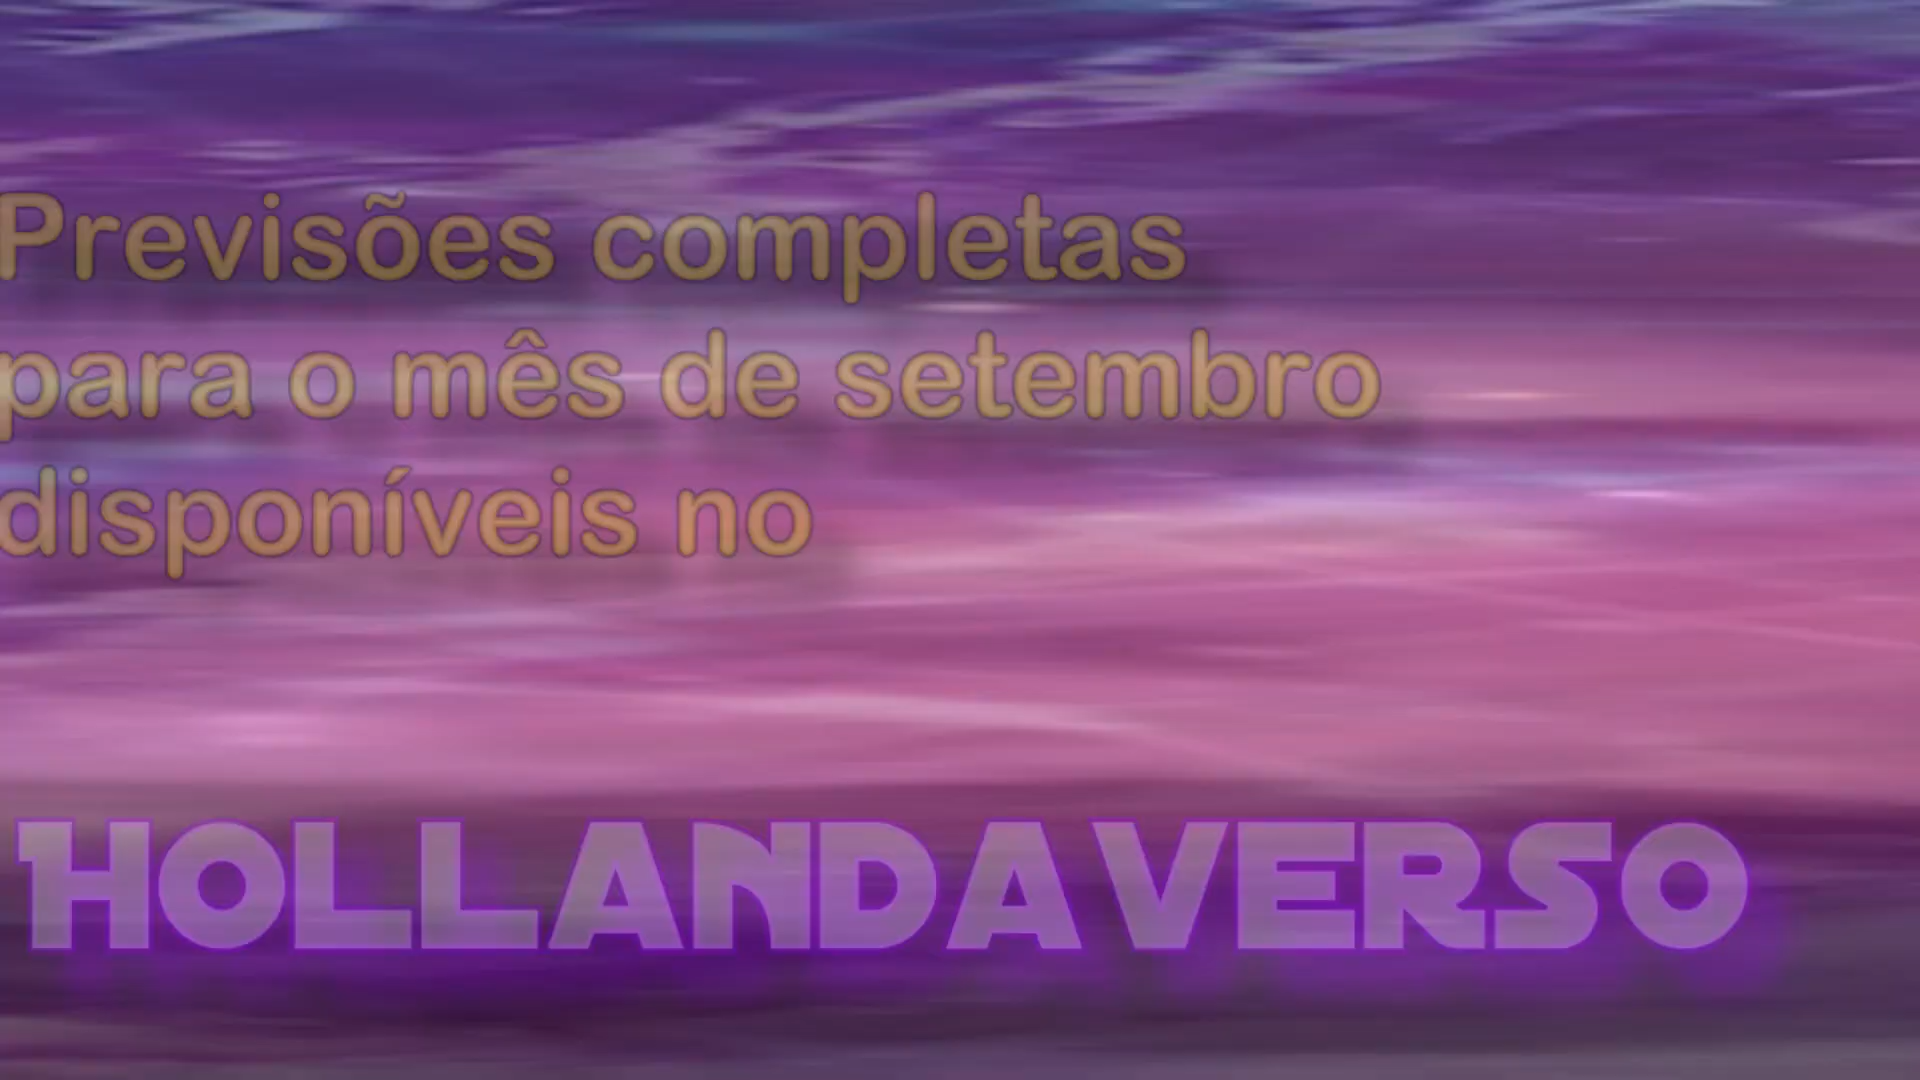 Previsões completas
para o mês de setembro
disponíveis no
HOLLANDAVERSO